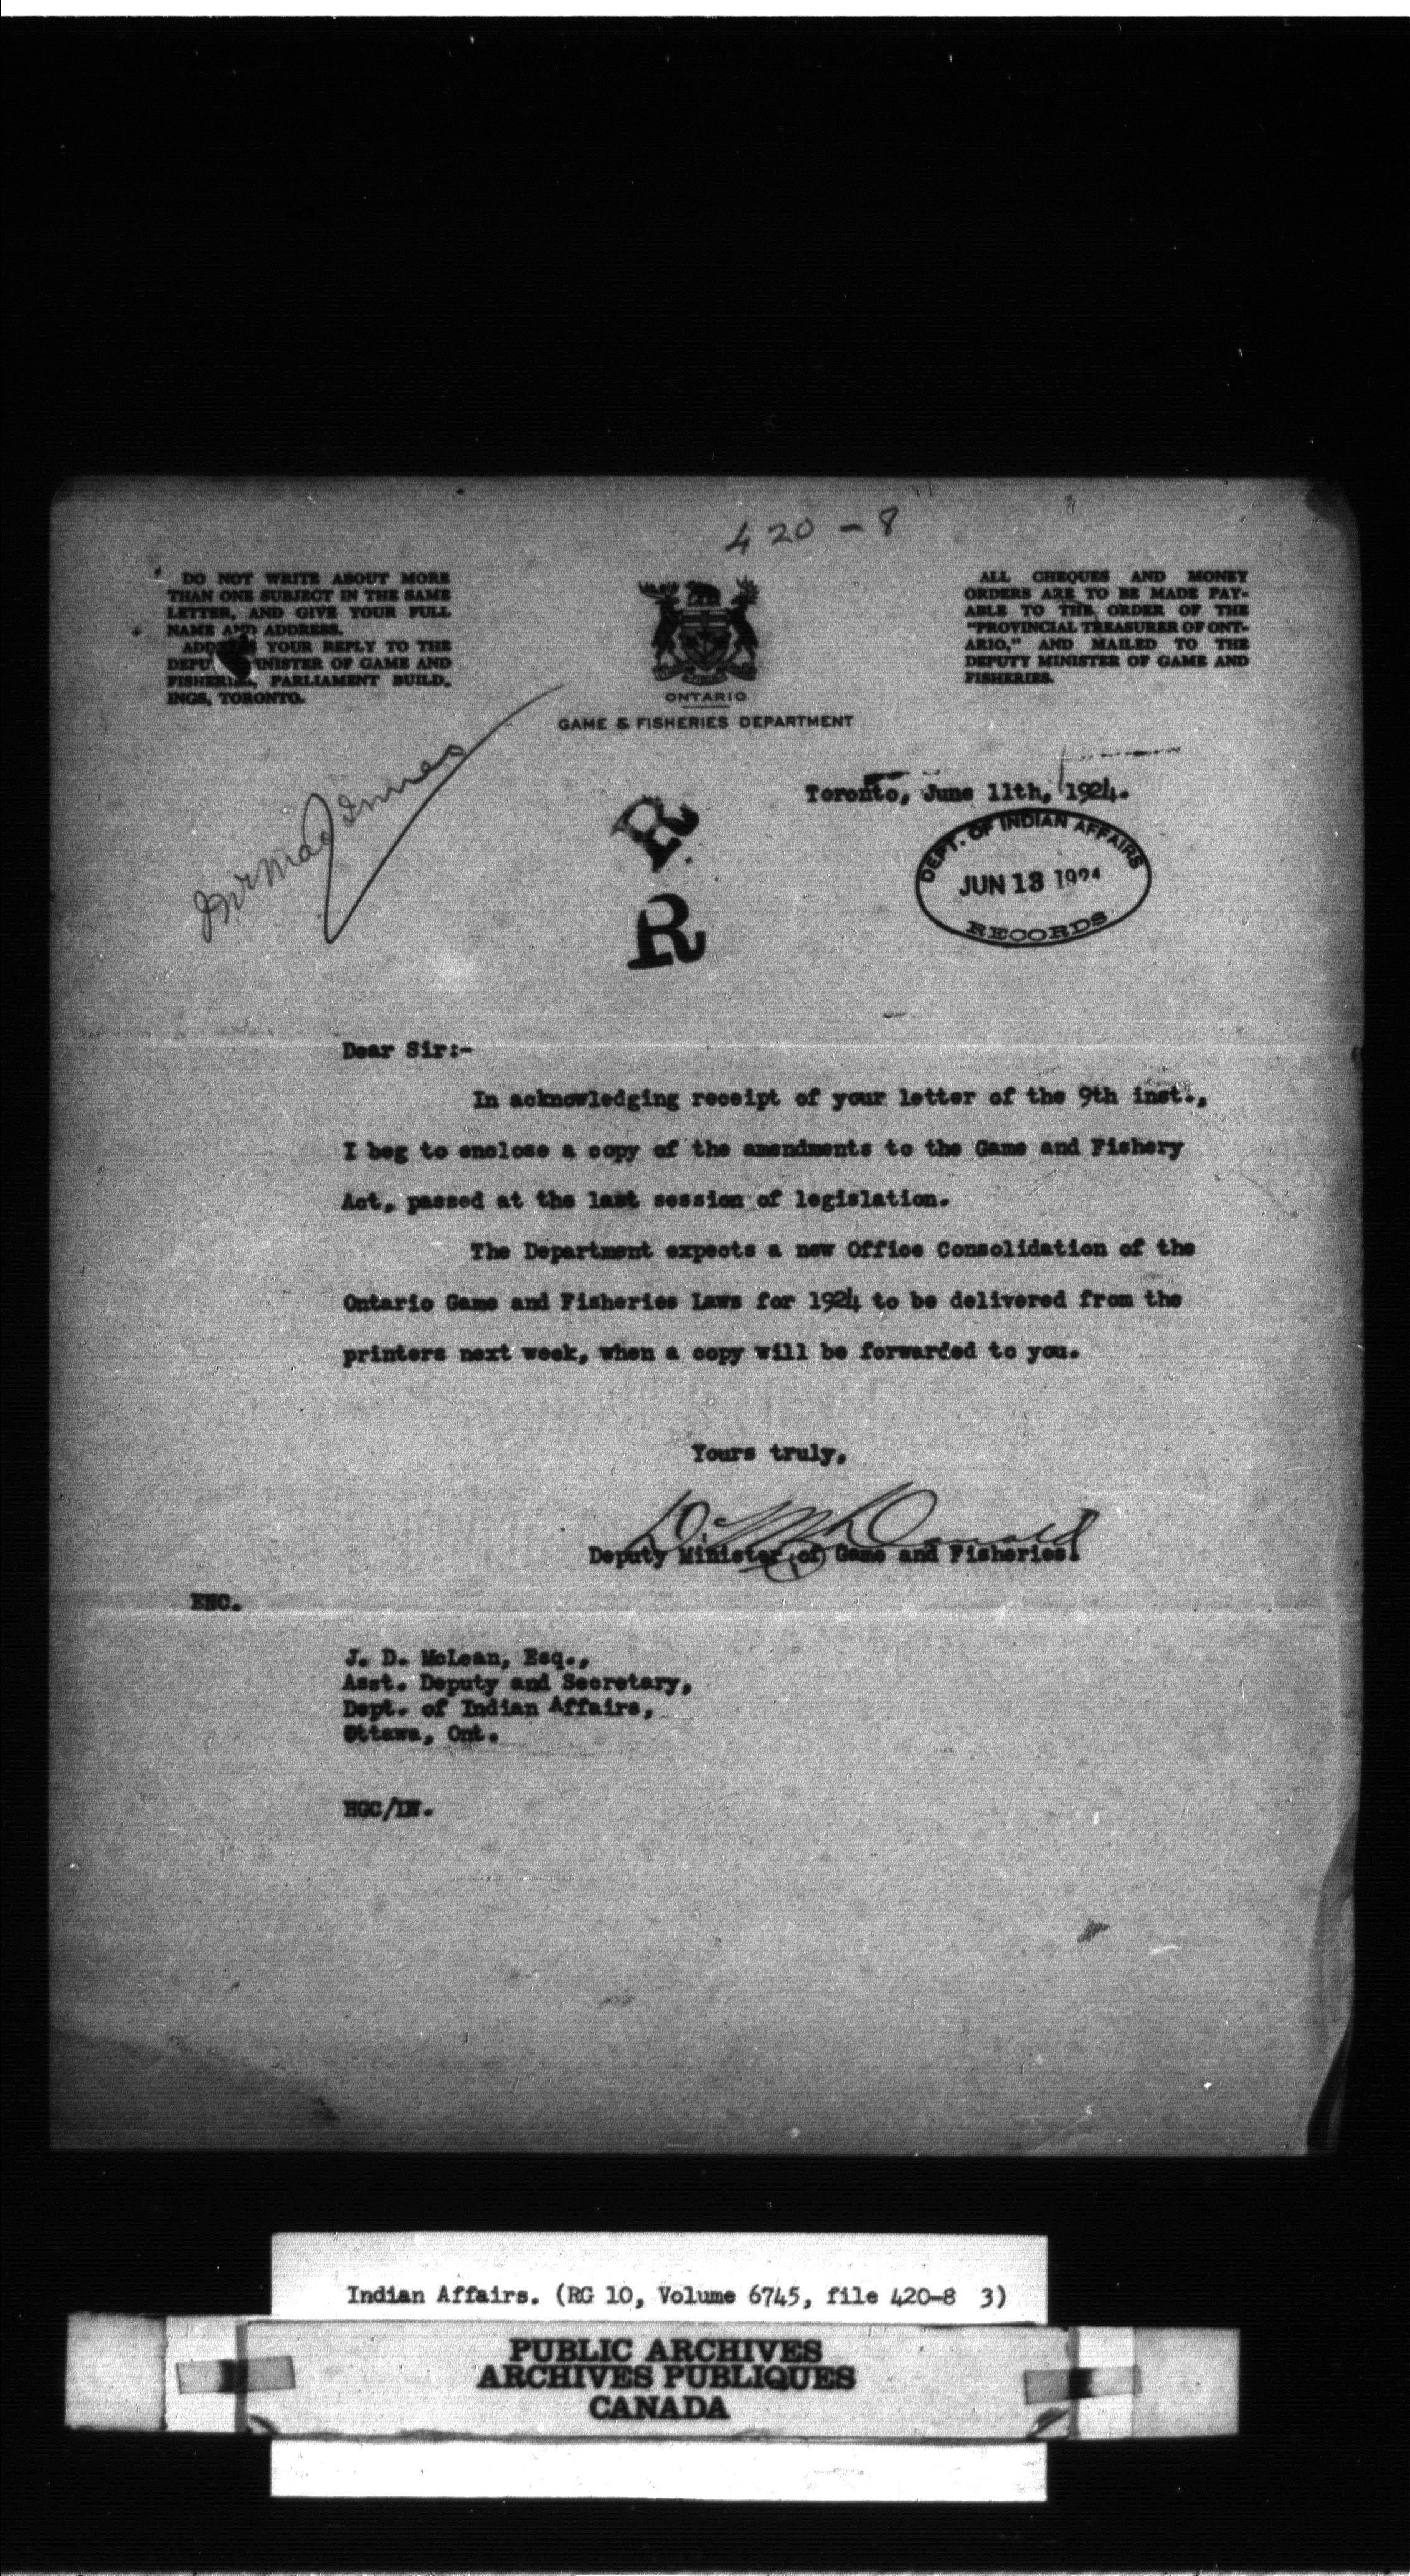 420-8
DO NOT WRITE ABOUT MORE
THAN ONE SUBJECT IN THE SAME
LETTER, AND GIVE YOUR FULL
NAME AND ADDRESS.
YOUR REPLY TO THE
OF GAME AND
PARLIAMENT BUILD-
INGS, TORONTO.
ONTARIO
GAME & FISHERIES DEPARTMENT
ALL CHEQUES AND MONEY
ORDERS ARE TO BE MADE PAY-
ABLE TO THE ORDER OF THE
"PROVINCIAL TREASURER OF ONT-
ARIO," AND MAILED TO THE
DEPUTY MINISTER OF GAME AND
FISHERIES.
Toronto, June 11th, 1924.
Mr MacInnes
R
R
DEPT. OF INDIAN AFFAIRS
JUN 13 1924
RECORDS
Dear Sir:-
In acknowledging receipt of your letter of the 9th inst.,
I beg to enclose a copy of the amendments to the Game and Fishery
Act, passed at the last session of legislation.
The Department expects a new Office Consolidation of the
Ontario Game and Fisheries Laws for 1924 to be delivered from the
printers next week, when a copy will be forwarded to you.
Yours truly,
D. McDonald
Deputy Minister of Game and Fisheries.
ENC.
J. D. McLean, Esq.,
Asst. Deputy and Secretary,
Dept. of Indian Affairs,
Ottawa, Ont.
Indian Affairs. (RG 10, Volume 6745, file 420-8 3)
PUBLIC ARCHIVES
ARCHIVES PUBLIQUES
CANADA